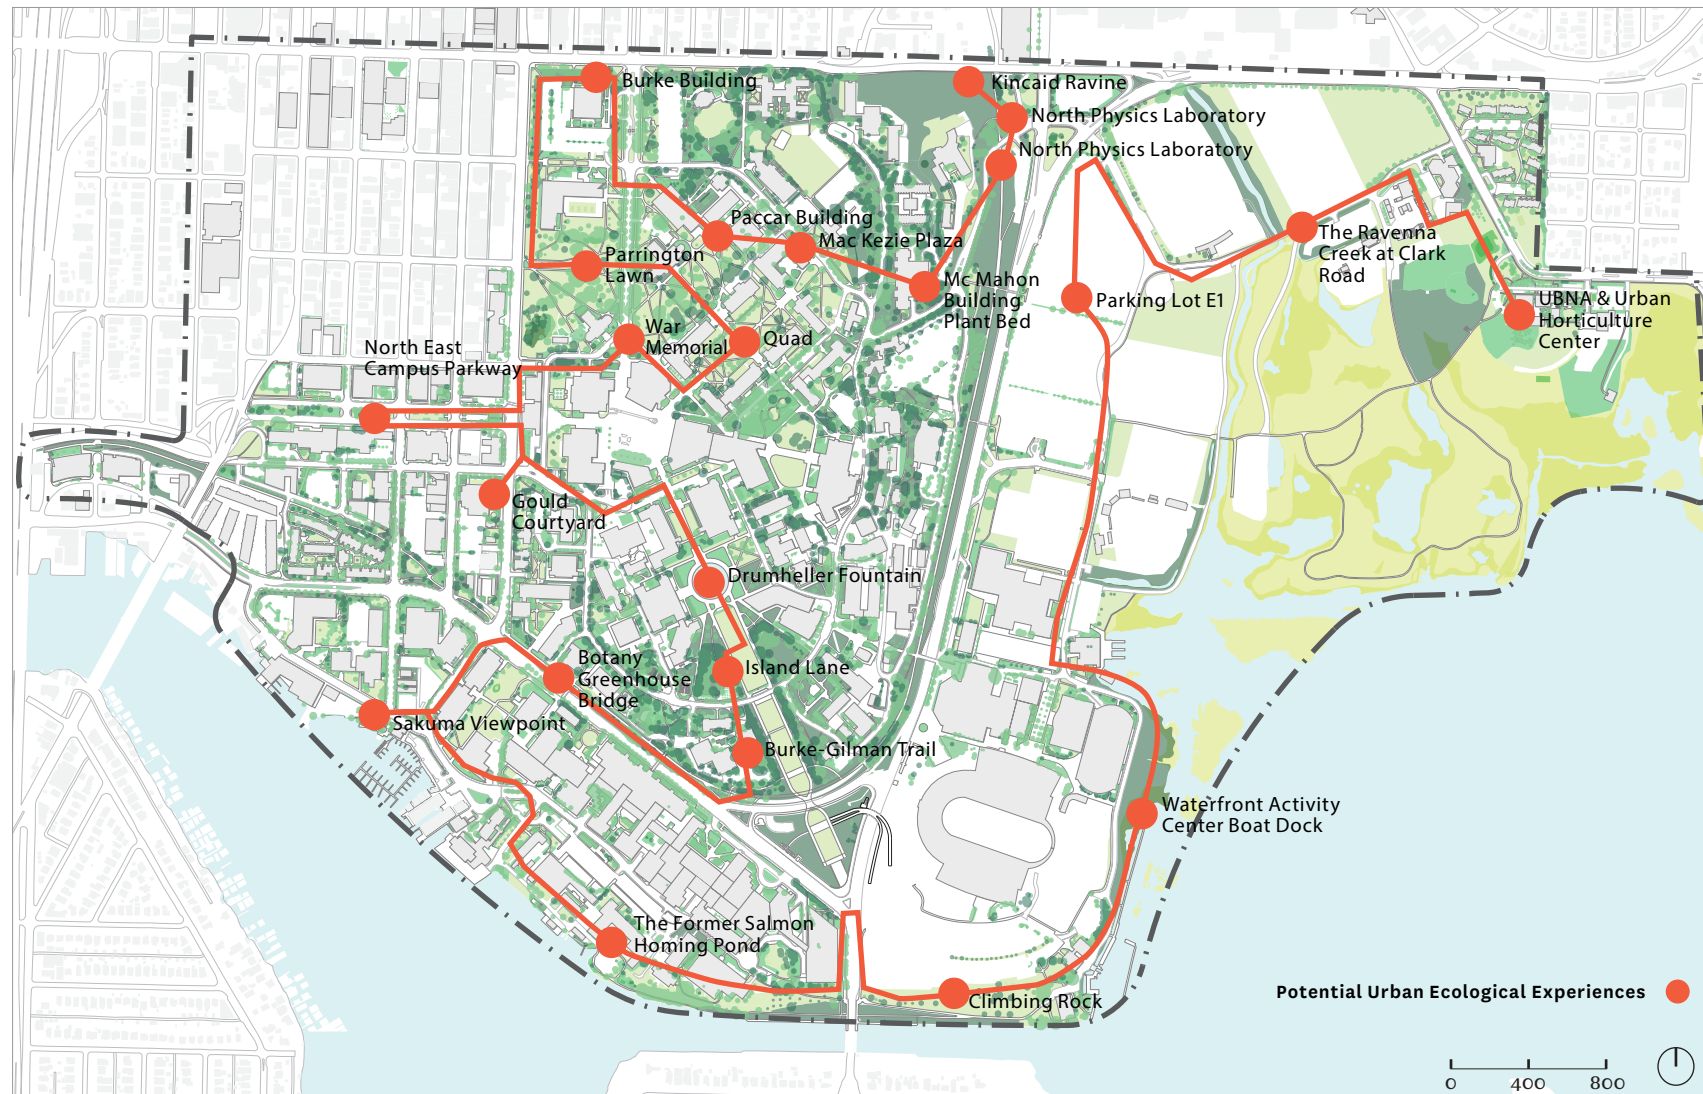 Burke Building
Kincaid Ravine
North Physics Laboratory
North Physics Laboratory
Paccar Building
Mac Kezie Plaza
Parrington
Lawn
The Ravenna
Creek at Clark
Road
Mc Mahon
Building
Plant Bed
Parking Lot E1
UBNA & Urban
Horticulture
Center
War
Memorial
Quad
North East
Campus Parkway
Gould
Courtyard
Drumheller Fountain
Botany
Greenhouse
Bridge
Island Lane
Sakuma Viewpoint
Burke-Gilman Trail
Waterfront Activity
Center Boat Dock
The Former Salmon
Homing Pond
Climbing Rock
Potential Urban Ecological Experiences
0 400 800